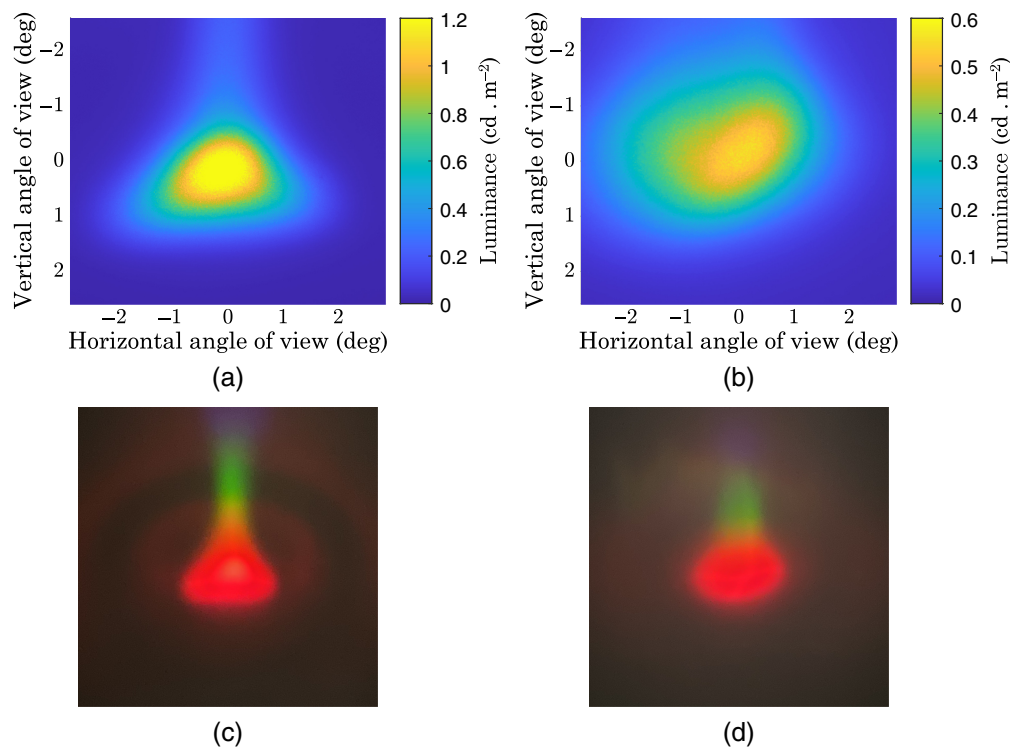 Vertical angle of view (deg)
−2
−1
0
1
2
−2 −1 0 1 2
Horizontal angle of view (deg)
1.2
1
0.8
0.6
0.4
0.2
0
Luminance (cd . m⁻²)
(a)
Vertical angle of view (deg)
−2
−1
0
1
2
−2 −1 0 1 2
Horizontal angle of view (deg)
0.6
0.5
0.4
0.3
0.2
0.1
0
Luminance (cd . m⁻²)
(b)
(c)
(d)